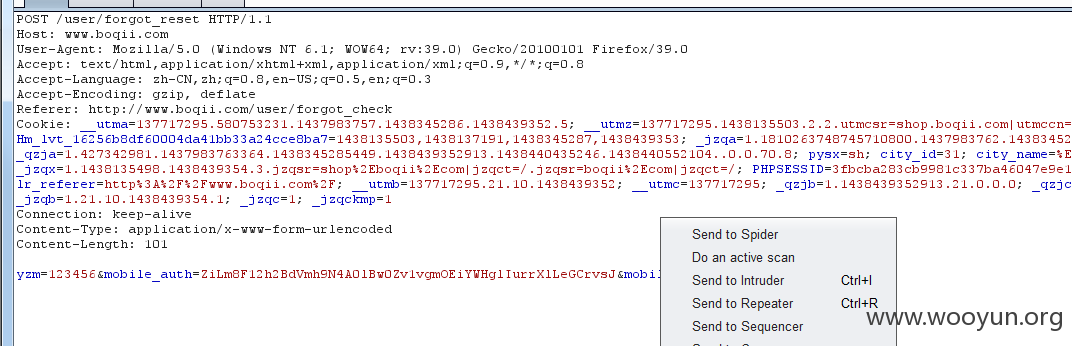 POST /user/forgot_reset HTTP/1.1
Host: www.boqii.com
User-Agent: Mozilla/5.0 (Windows NT 6.1; WOW64; rv:39.0) Gecko/20100101 Firefox/39.0
Accept: text/html,application/xhtml+xml,application/xml;q=0.9,*/*;q=0.8
Accept-Language: zh-CN,zh;q=0.8,en-US;q=0.5,en;q=0.3
Accept-Encoding: gzip, deflate
Referer: http://www.boqii.com/user/forgot_check
Cookie: __utma=137717295.580753231.1437983757.1438345286.1438439352.5; __utmz=137717295.1438135503.2.2.utmcsr=shop.boqii.com|utmccn=
Hm_lvt_16256b8df60004da41bb33a24cce8ba7=1438135503,1438137191,1438345287,1438439353; _jzqa=1.1810263748745710800.1437983762.14383452
_qzja=1.427342981.1437983763364.1438345285449.1438439352913.1438440435246.1438440552104..0.0.70.8; pysx=sh; city_id=31; city_name=%E
_jzqx=1.1438135498.1438439354.3.jzqsr=shop%2Eboqii%2Ecom|jzqct=/.jzqsr=boqii%2Ecom|jzqct=/; PHPSESSID=3fbcba283cb9981c337ba46047e9e1
lr_referer=http%3A%2F%2Fwww.boqii.com%2F; __utmb=137717295.21.10.1438439352; __utmc=137717295; _qzjb=1.1438439352913.21.0.0.0; _qzjc
_jzqb=1.21.10.1438439354.1; _jzqc=1; _jzqckmp=1
Connection: keep-alive
Content-Type: application/x-www-form-urlencoded
Content-Length: 101
yzm=123456&mobile_auth=ZiLm8F12h2BdVmh9N4AOlBw0Zv1vgmOEiYWHglIurrXlLeGCrvsJ&mobil
Send to Spider
Do an active scan
Send to Intruder Ctrl+I
Send to Repeater Ctrl+R
Send to Sequencer
www.wooyun.org